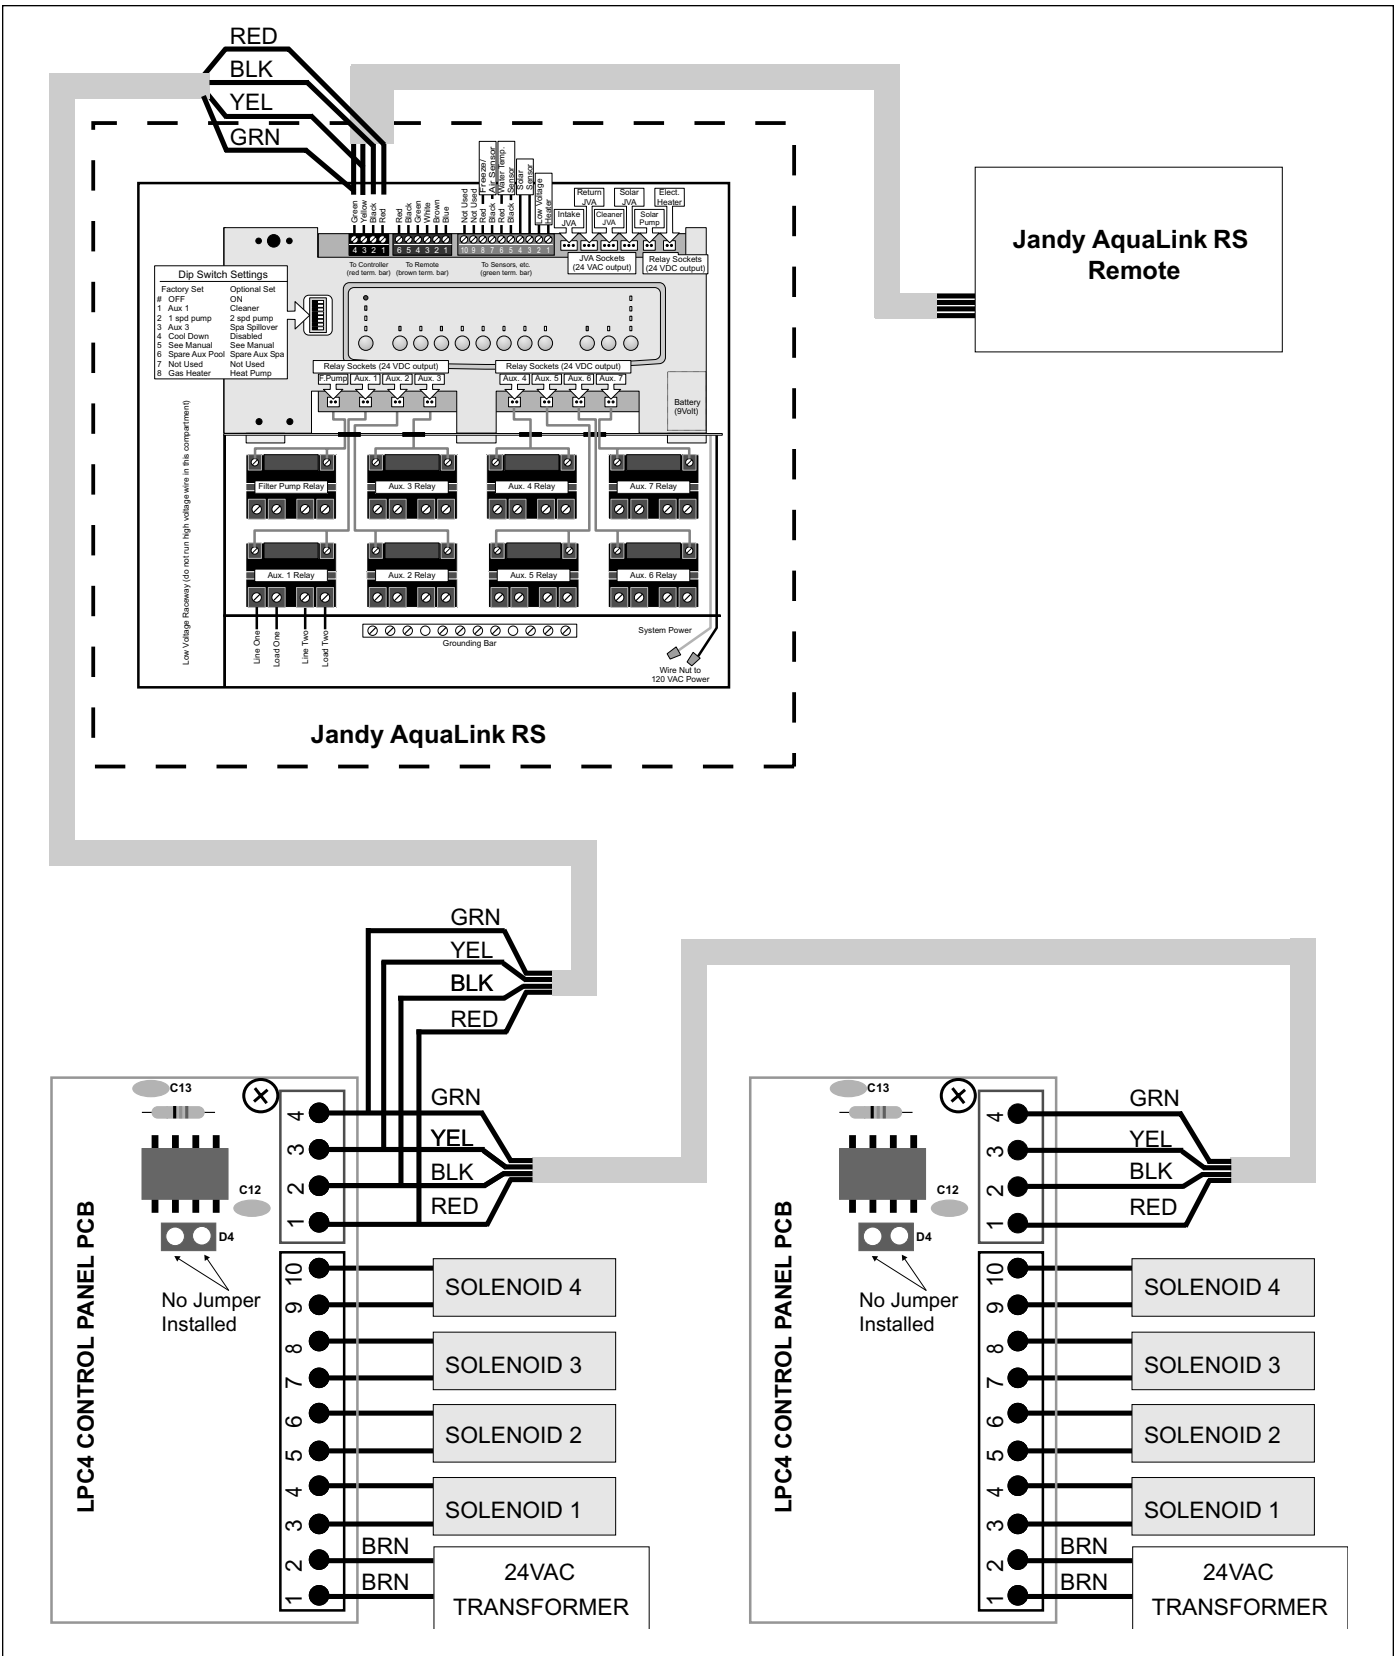 RED
BLK
YEL
GRN
Green
Yellow
Black
Red
Red
Black
Green
White
Brown
Blue
Not Used
Not Used
Red
Black
Red
Black
Freeze/
Air Sensor
Water Temp.
Sensor
Solar
Sensor
Low Voltage
Heater
Return
JVA
Solar
JVA
Elect.
Heater
Intake
JVA
Cleaner
JVA
Solar
Pump
4 3 2 1
6 5 4 3 2 1
10 9 8 7 6 5 4 3 2 1
To Controller
(red term. bar)
To Remote
(brown term. bar)
To Sensors, etc.
(green term. bar)
JVA Sockets
(24 VAC output)
Relay Sockets
(24 VDC output)
Jandy AquaLink RS
Remote
Dip Switch Settings
Factory Set Optional Set
# OFF ON
1 Aux 1 Cleaner
2 1 spd pump 2 spd pump
3 Aux 3 Spa Spillover
4 Cool Down Disabled
5 See Manual See Manual
6 Spare Aux Pool Spare Aux Spa
7 Not Used Not Used
8 Gas Heater Heat Pump
Relay Sockets (24 VDC output)
F.Pump Aux. 1 Aux. 2 Aux. 3
Relay Sockets (24 VDC output)
Aux. 4 Aux. 5 Aux. 6 Aux. 7
Battery
(9Volt)
Low Voltage Raceway (do not run high voltage wire in this compartment)
Filter Pump Relay
Aux. 3 Relay
Aux. 4 Relay
Aux. 7 Relay
Aux. 1 Relay
Aux. 2 Relay
Aux. 5 Relay
Aux. 6 Relay
Line One
Load One
Line Two
Load Two
Grounding Bar
System Power
Wire Nut to
120 VAC Power
Jandy AquaLink RS
GRN
YEL
BLK
RED
LPC4 CONTROL PANEL PCB
C13
C12
D4
No Jumper
Installed
4
3
2
1
GRN
YEL
BLK
RED
10
9
8
7
6
5
4
3
2
1
SOLENOID 4
SOLENOID 3
SOLENOID 2
SOLENOID 1
BRN
BRN
24VAC
TRANSFORMER
LPC4 CONTROL PANEL PCB
C13
C12
D4
No Jumper
Installed
4
3
2
1
GRN
YEL
BLK
RED
10
9
8
7
6
5
4
3
2
1
SOLENOID 4
SOLENOID 3
SOLENOID 2
SOLENOID 1
BRN
BRN
24VAC
TRANSFORMER